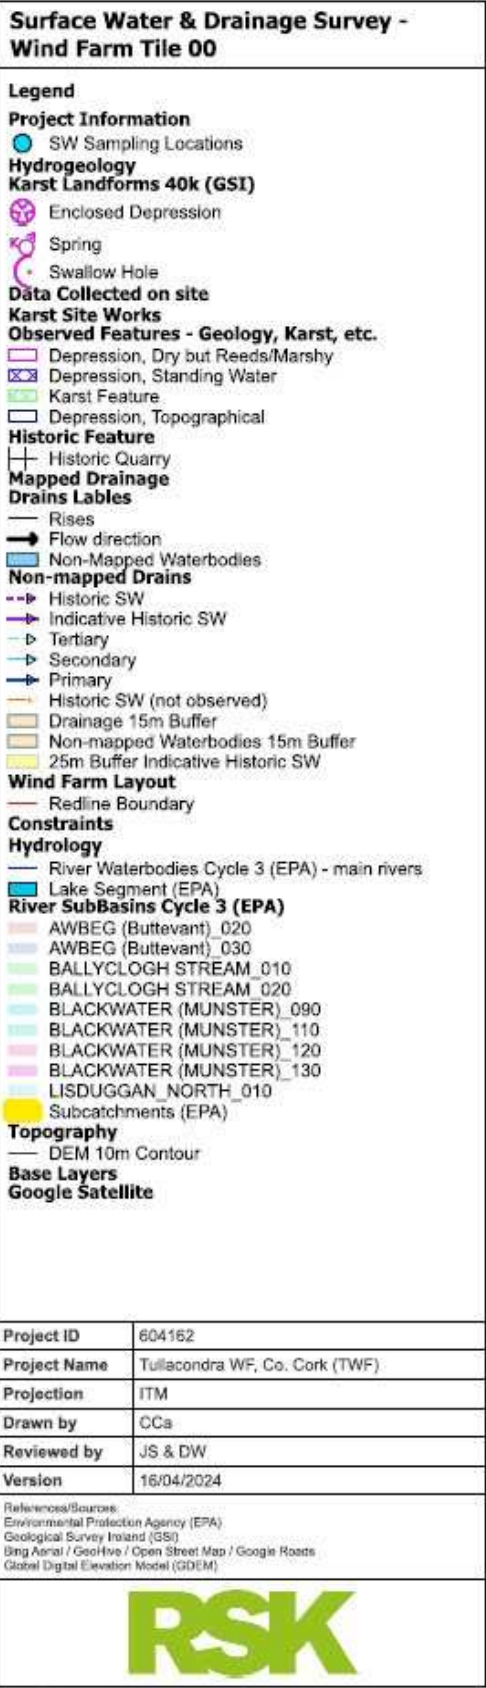 Surface Water & Drainage Survey -
Wind Farm Tile 00
Legend
Project Information
SW Sampling Locations
Hydrogeology
Karst Landforms 40k (GSI)
Enclosed Depression
Spring
Swallow Hole
Data Collected on site
Karst Site Works
Observed Features - Geology, Karst, etc.
Depression, Dry but Reeds/Marshy
Depression, Standing Water
Karst Feature
Depression, Topographical
Historic Feature
Historic Quarry
Mapped Drainage
Drains Lables
Rises
Flow direction
Non-Mapped Waterbodies
Non-mapped Drains
Historic SW
Indicative Historic SW
Tertiary
Secondary
Primary
Historic SW (not observed)
Drainage 15m Buffer
Non-mapped Waterbodies 15m Buffer
25m Buffer Indicative Historic SW
Wind Farm Layout
Redline Boundary
Constraints
Hydrology
River Waterbodies Cycle 3 (EPA) - main rivers
Lake Segment (EPA)
River SubBasins Cycle 3 (EPA)
AWBEG (Buttevant)_020
AWBEG (Buttevant)_030
BALLYCLOGH STREAM_010
BALLYCLOGH STREAM_020
BLACKWATER (MUNSTER)_090
BLACKWATER (MUNSTER)_110
BLACKWATER (MUNSTER)_120
BLACKWATER (MUNSTER)_130
LISDUGGAN_NORTH_010
Subcatchments (EPA)
Topography
DEM 10m Contour
Base Layers
Google Satellite
Project ID 604162
Project Name Tullacondra WF, Co. Cork (TWF)
Projection ITM
Drawn by CCa
Reviewed by JS & DW
Version 16/04/2024
References/Sources:
Environmental Protection Agency (EPA)
Geological Survey Ireland (GSI)
Bing Aerial / GeoHive / Open Street Map / Google Roads
Global Digital Elevation Model (GDEM)
RSK